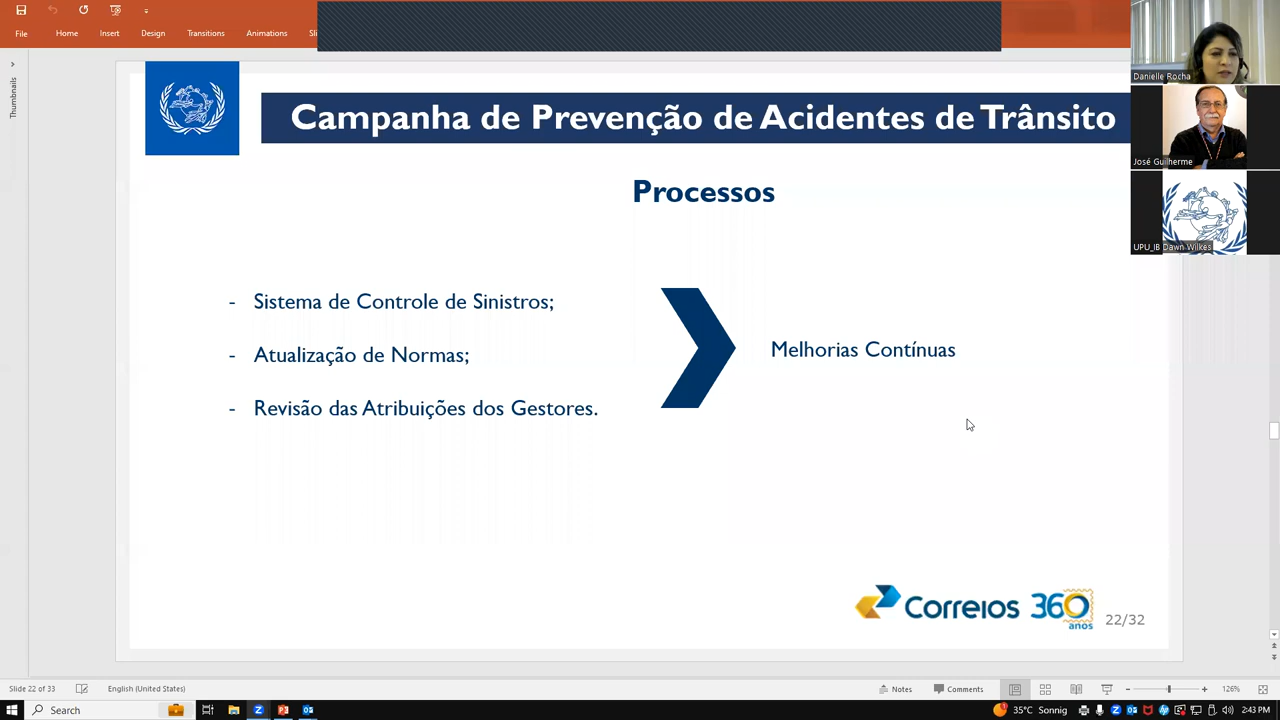 File
Home
Insert
Design
Transitions
Animations
Sli
Thumbnails
Campanha de Prevenção de Acidentes de Trânsito
Processos
- Sistema de Controle de Sinistros;
- Atualização de Normas;
- Revisão das Atribuições dos Gestores.
Melhorias Contínuas
Correios 360
anos
22/32
Danielle Rocha
José Guilherme
UPU_IB Dawn Wilkes
Slide 22 of 33
English (United States)
Notes
Comments
126%
Search
35°C Sonnig
2:43 PM